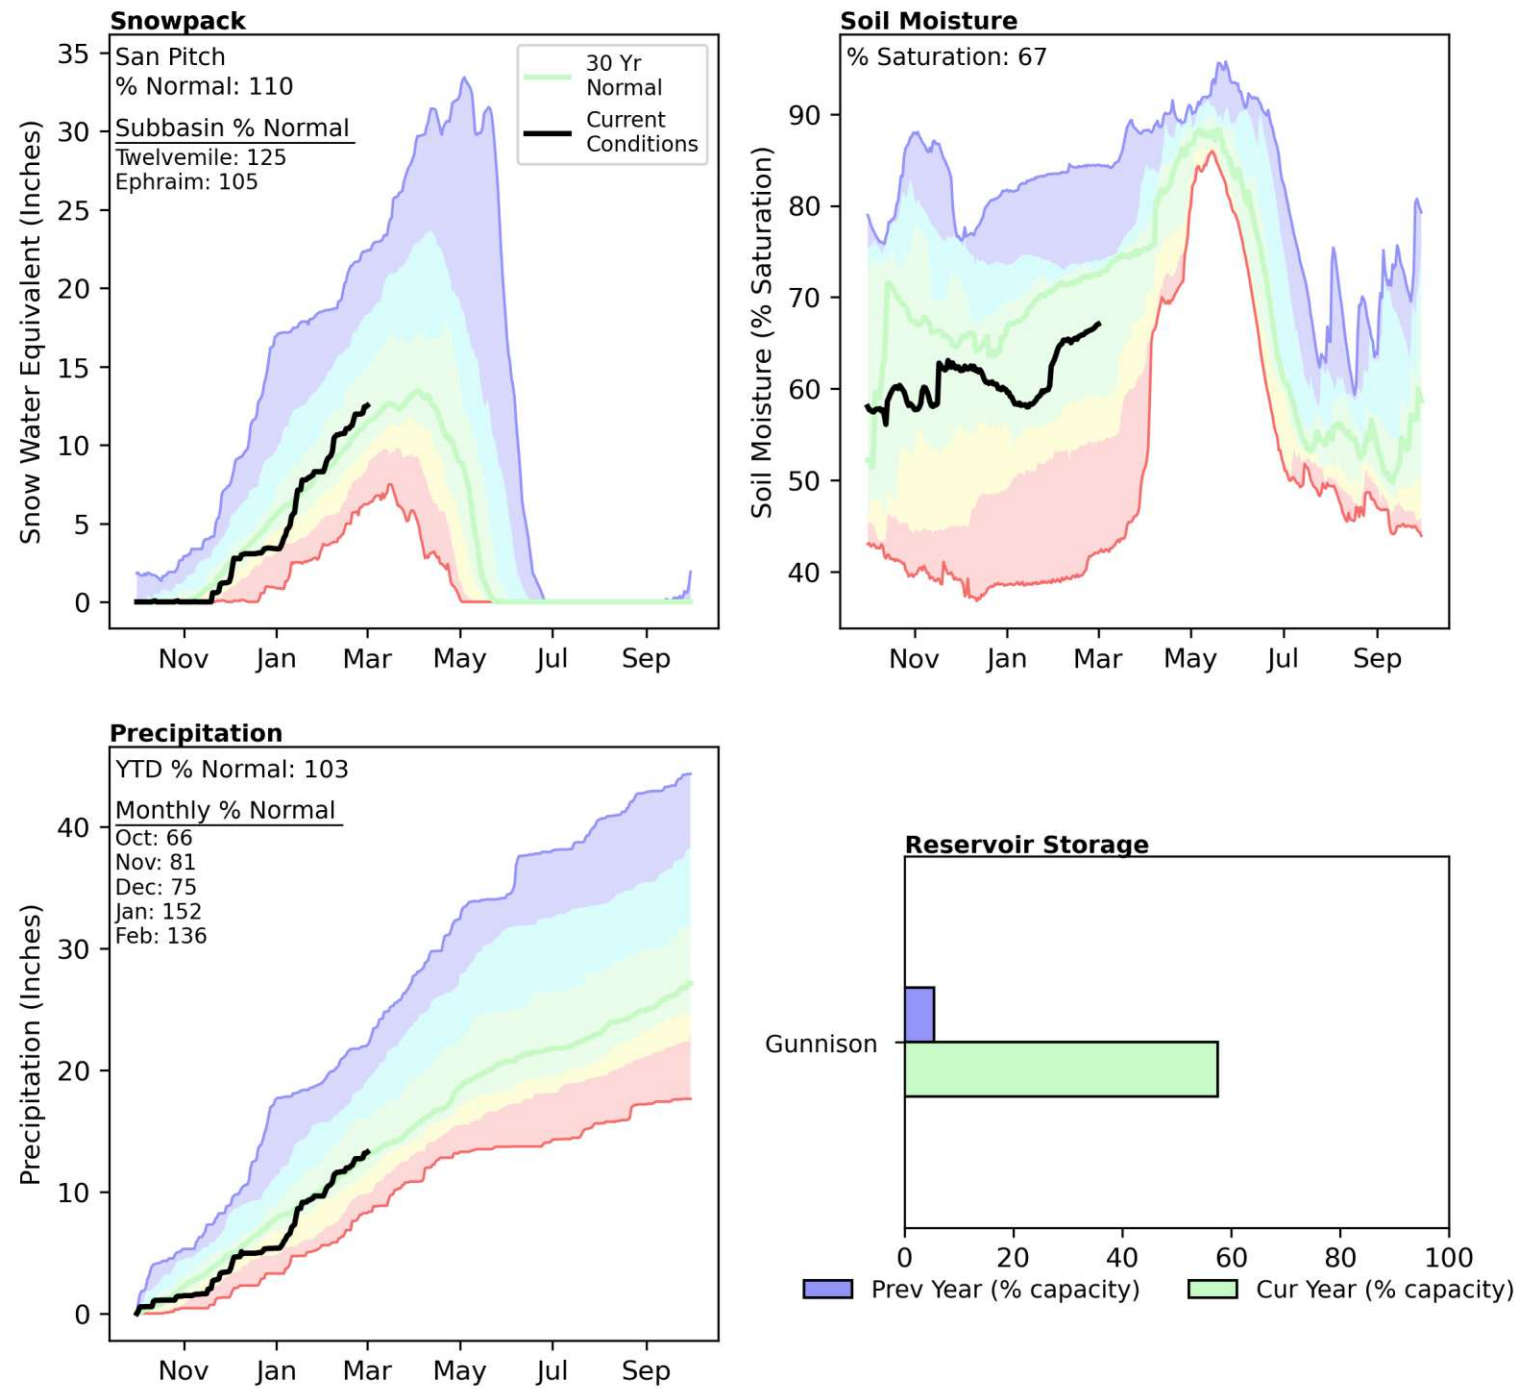 Snowpack
San Pitch
% Normal: 110
Subbasin % Normal
Twelvemile: 125
Ephraim: 105
30 Yr
Normal
Current
Conditions
Snow Water Equivalent (Inches)
35
30
25
20
15
10
5
0
Nov Jan Mar May Jul Sep
Soil Moisture
% Saturation: 67
Soil Moisture (% Saturation)
90
80
70
60
50
40
Nov Jan Mar May Jul Sep
Precipitation
YTD % Normal: 103
Monthly % Normal
Oct: 66
Nov: 81
Dec: 75
Jan: 152
Feb: 136
Precipitation (Inches)
40
30
20
10
0
Nov Jan Mar May Jul Sep
Reservoir Storage
Gunnison
0 20 40 60 80 100
Prev Year (% capacity) Cur Year (% capacity)